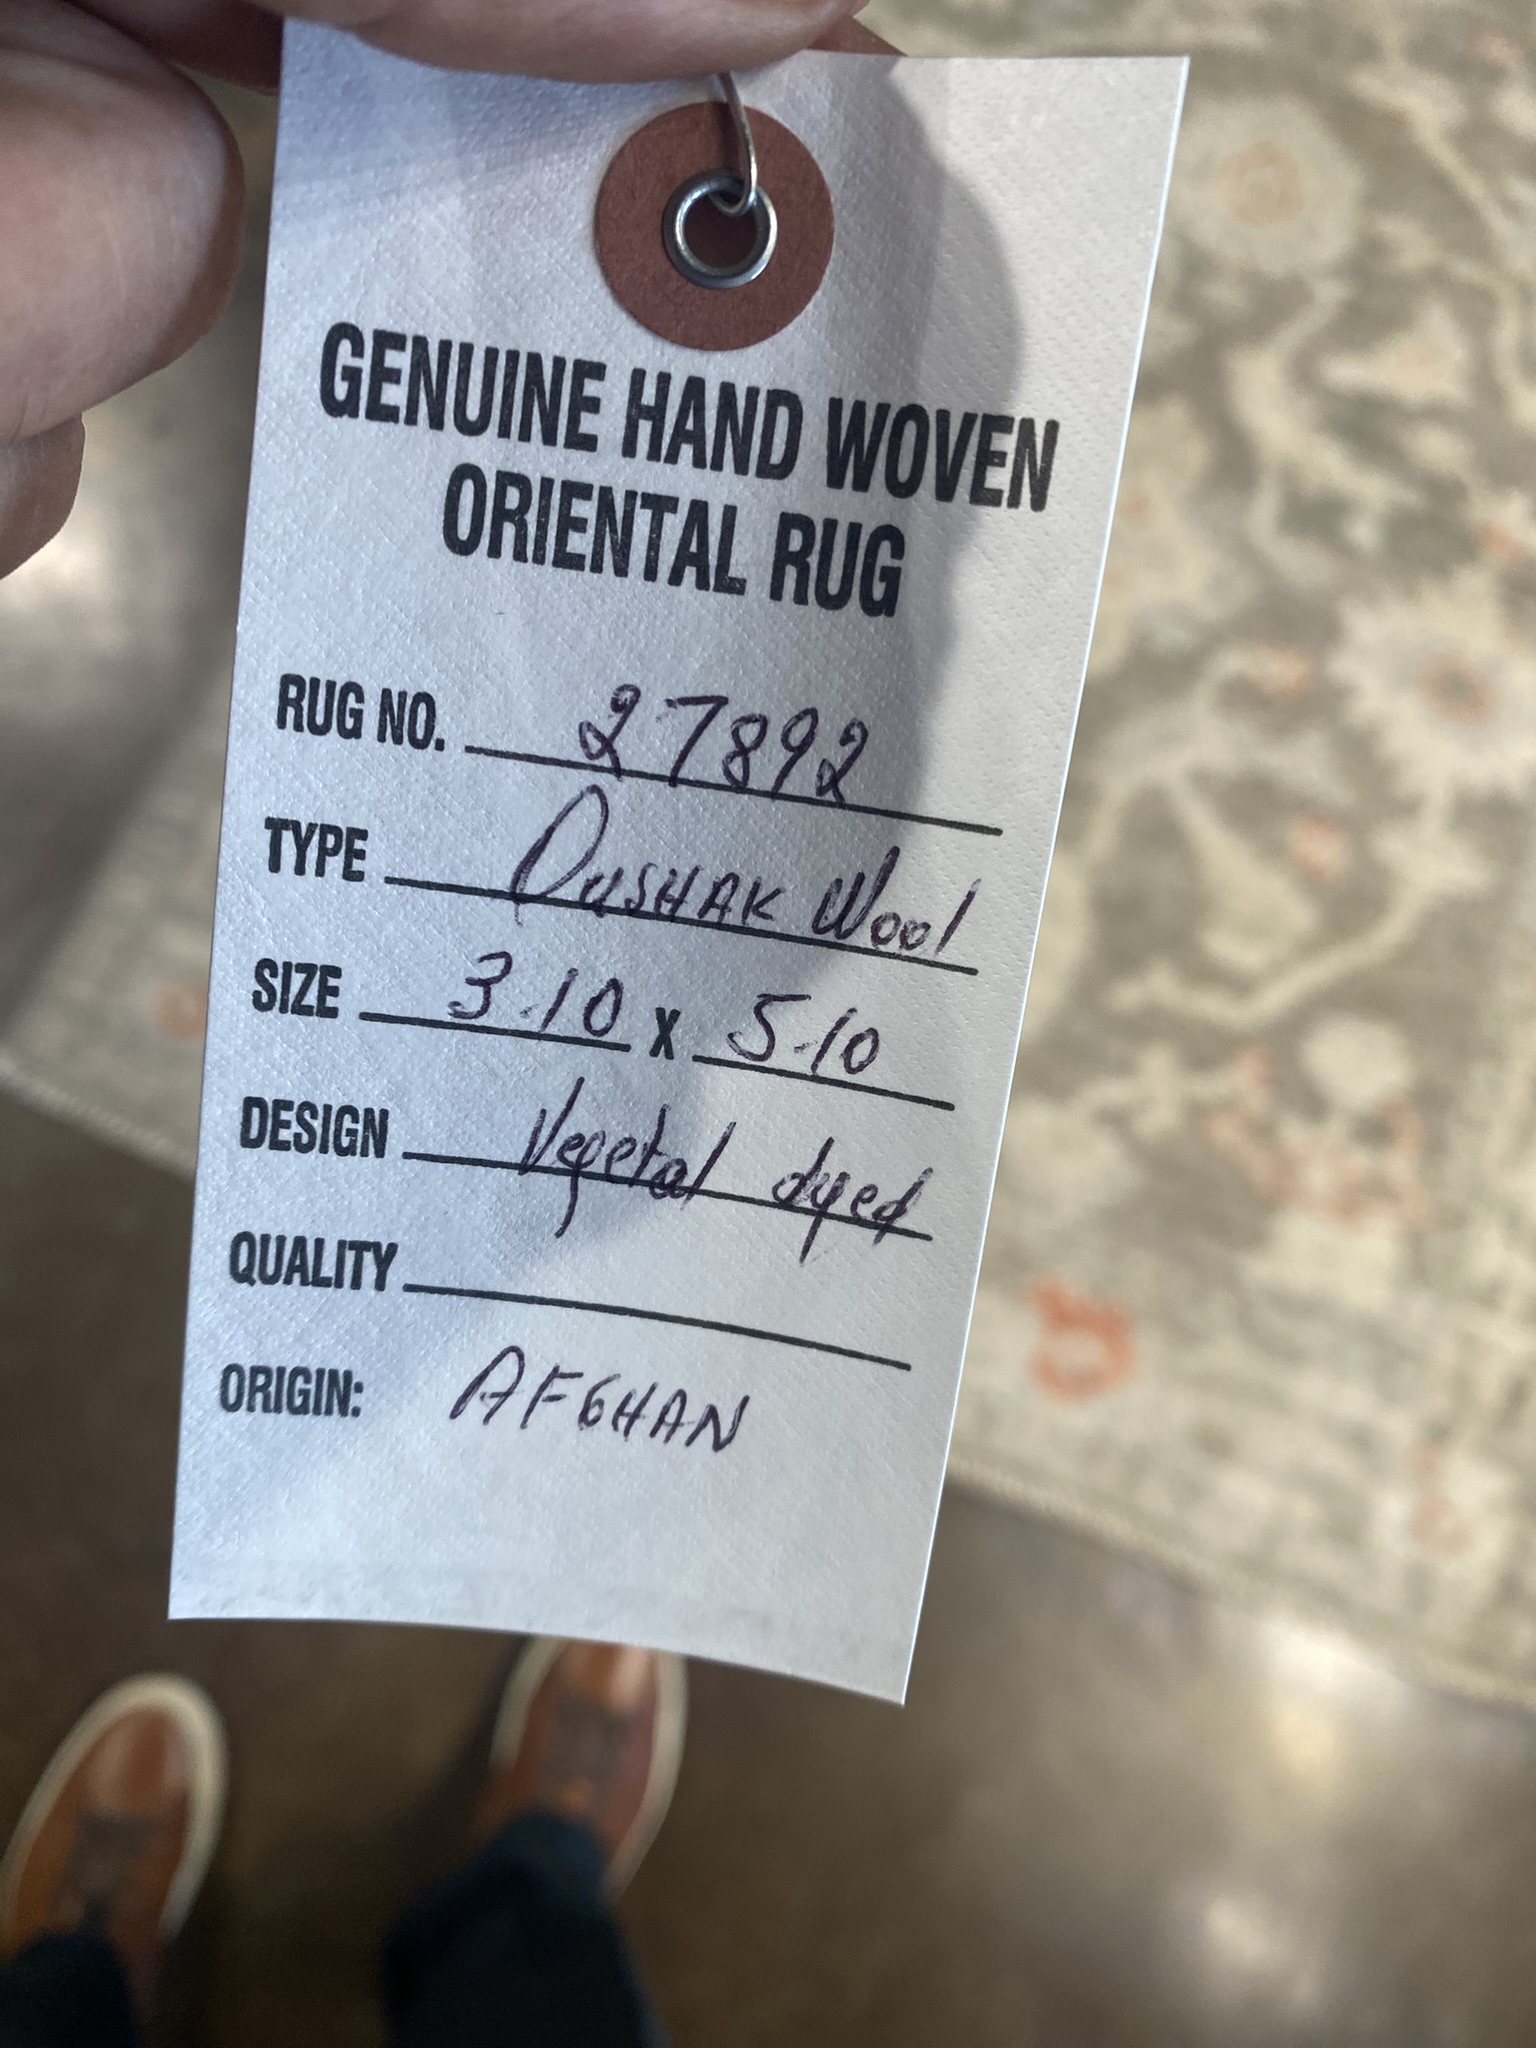 GENUINE HAND WOVEN
ORIENTAL RUG
RUG NO. 27892
TYPE Oushak Wool
SIZE 3.10 X 5.10
DESIGN Vegetal dyed
QUALITY
ORIGIN: AFGHAN